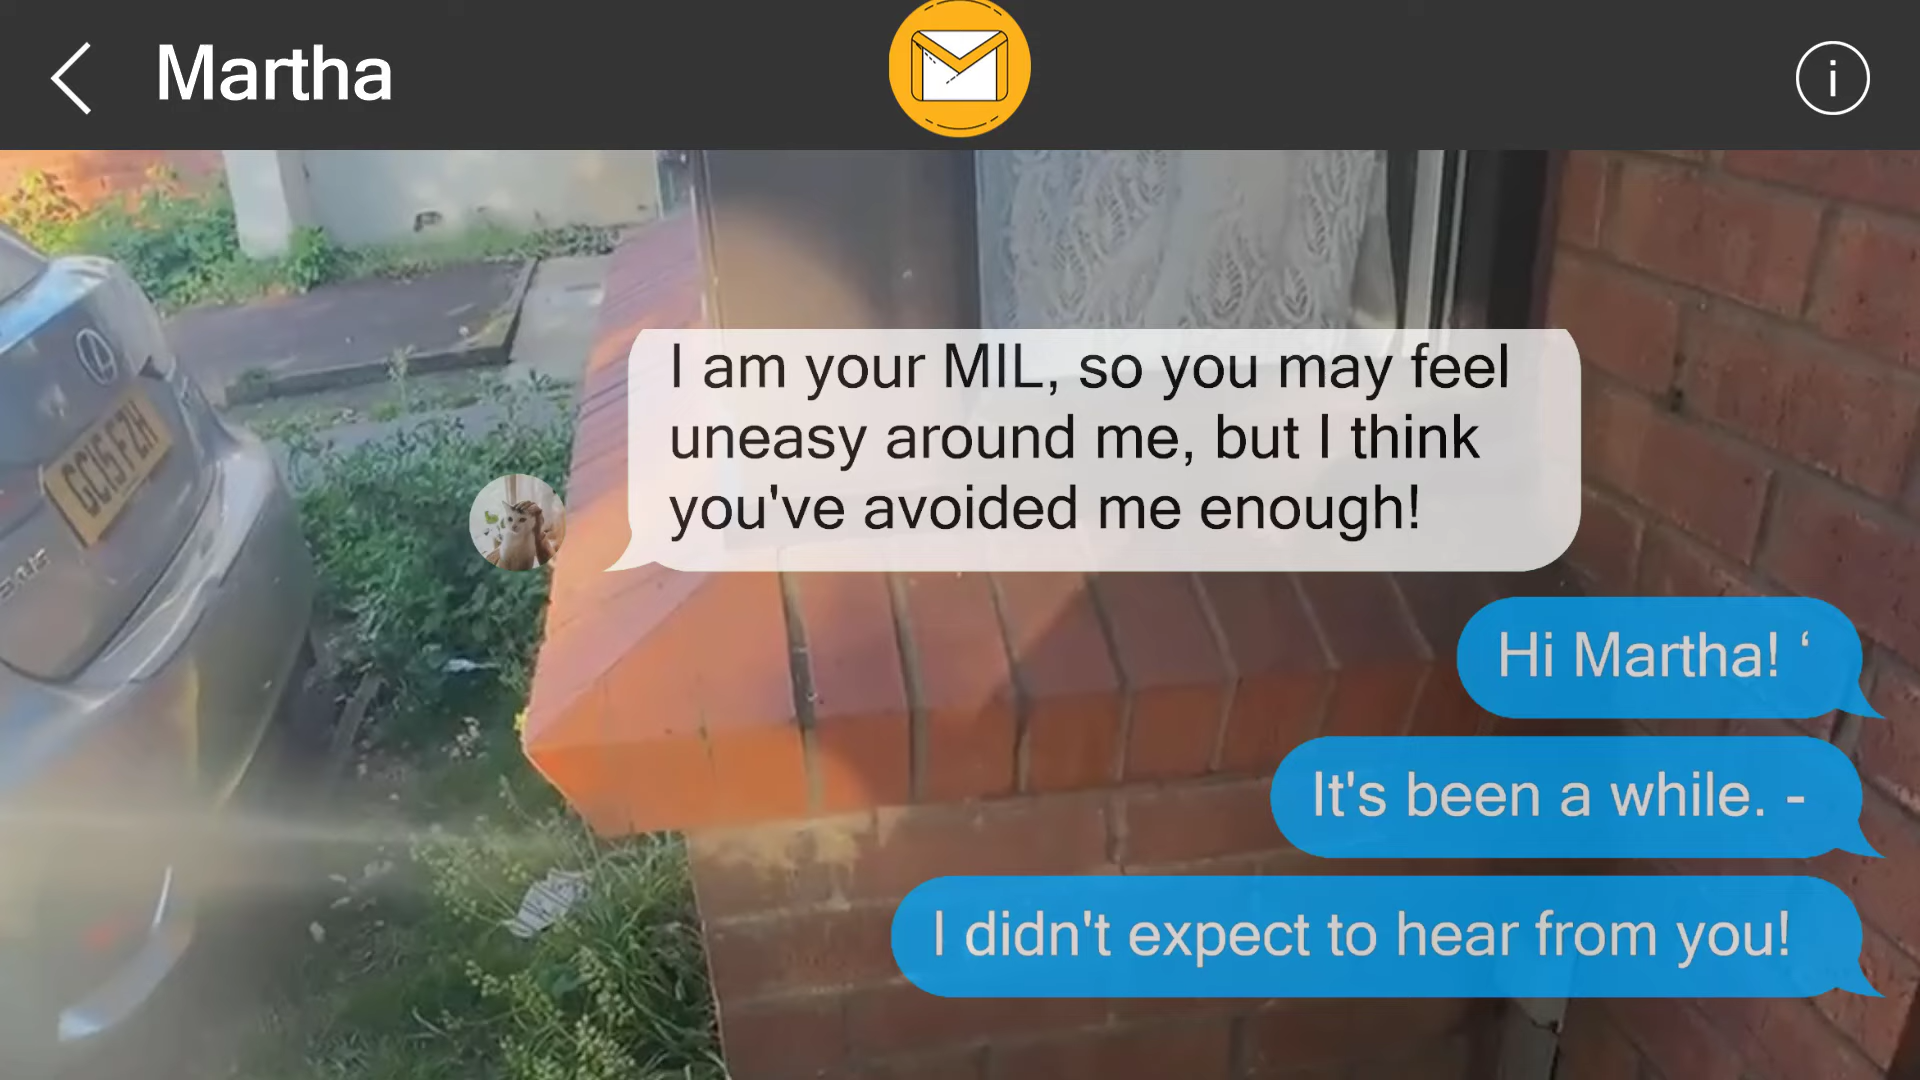 Martha
i
I am your MIL, so you may feel
uneasy around me, but I think
you've avoided me enough!
Hi Martha! ‘
It's been a while. -
I didn't expect to hear from you!
GC15 FZH